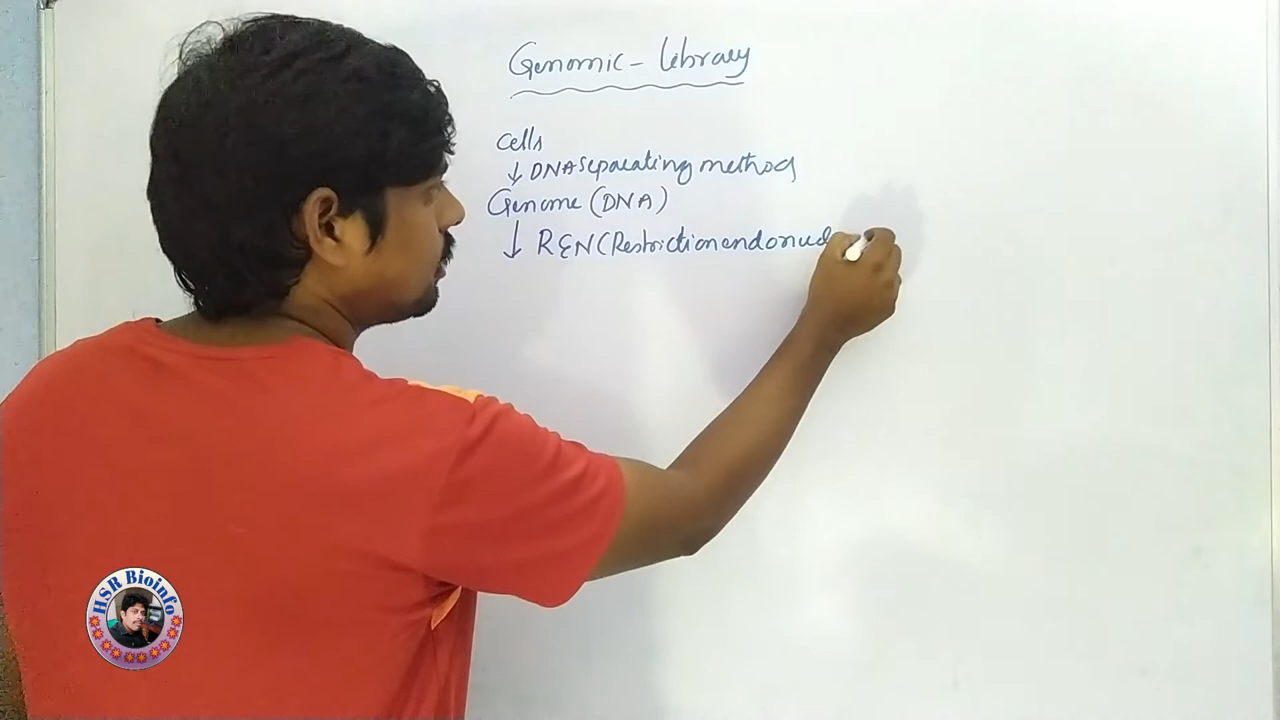 Genomic - Library
Cells
↓ DNA separating method
Genome (DNA)
↓ REN (Restriction endonucl
HSR Bioinfo